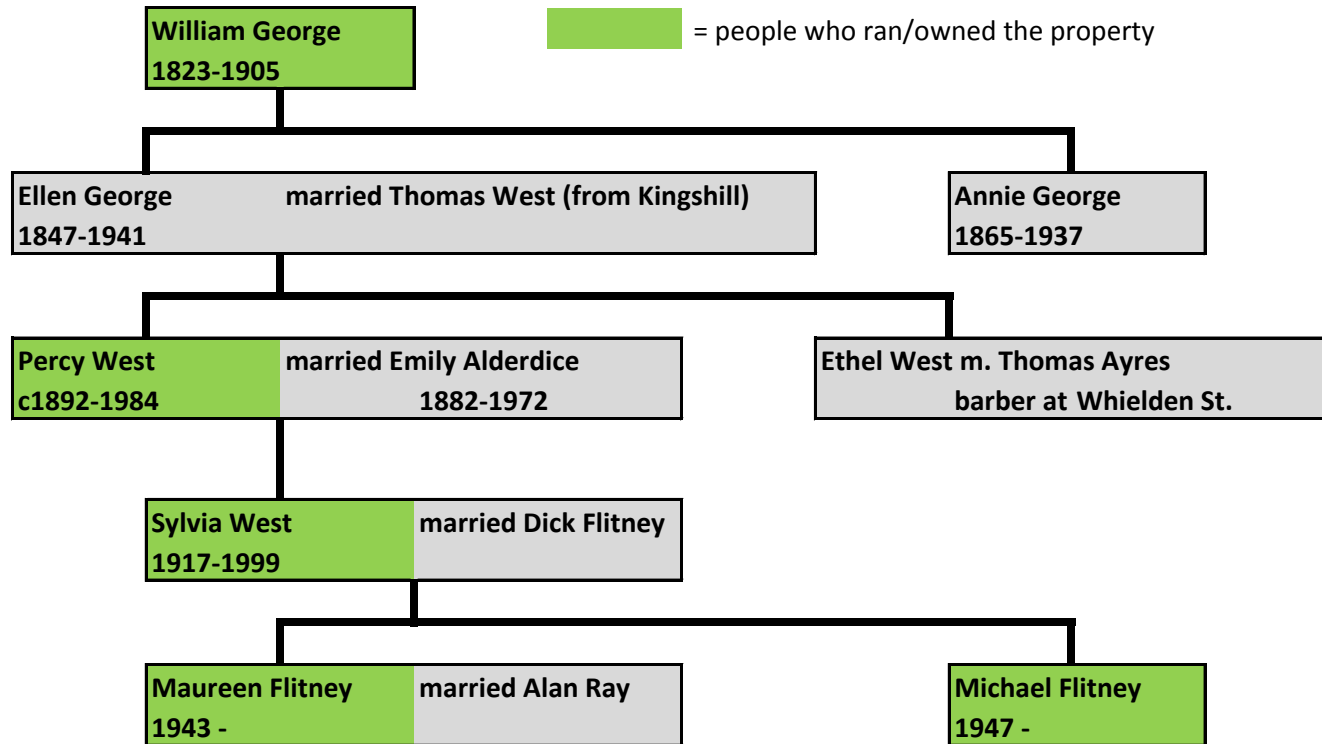 William George
1823-1905
= people who ran/owned the property
Ellen George married Thomas West (from Kingshill)
1847-1941
Annie George
1865-1937
Percy West married Emily Alderdice
c1892-1984 1882-1972
Ethel West m. Thomas Ayres
barber at Whielden St.
Sylvia West married Dick Flitney
1917-1999
Maureen Flitney married Alan Ray
1943 -
Michael Flitney
1947 -